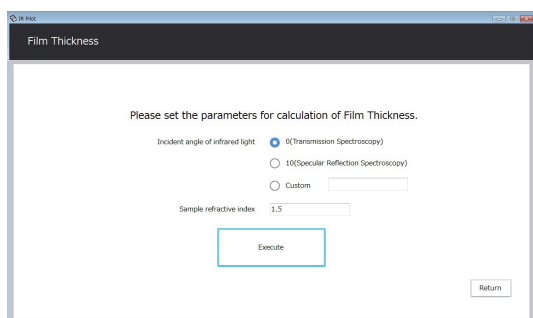 IR Pilot
Film Thickness
Please set the parameters for calculation of Film Thickness.
Incident angle of infrared light
0(Transmission Spectroscopy)
10(Specular Reflection Spectroscopy)
Custom
Sample refractive index
1.5
Execute
Return